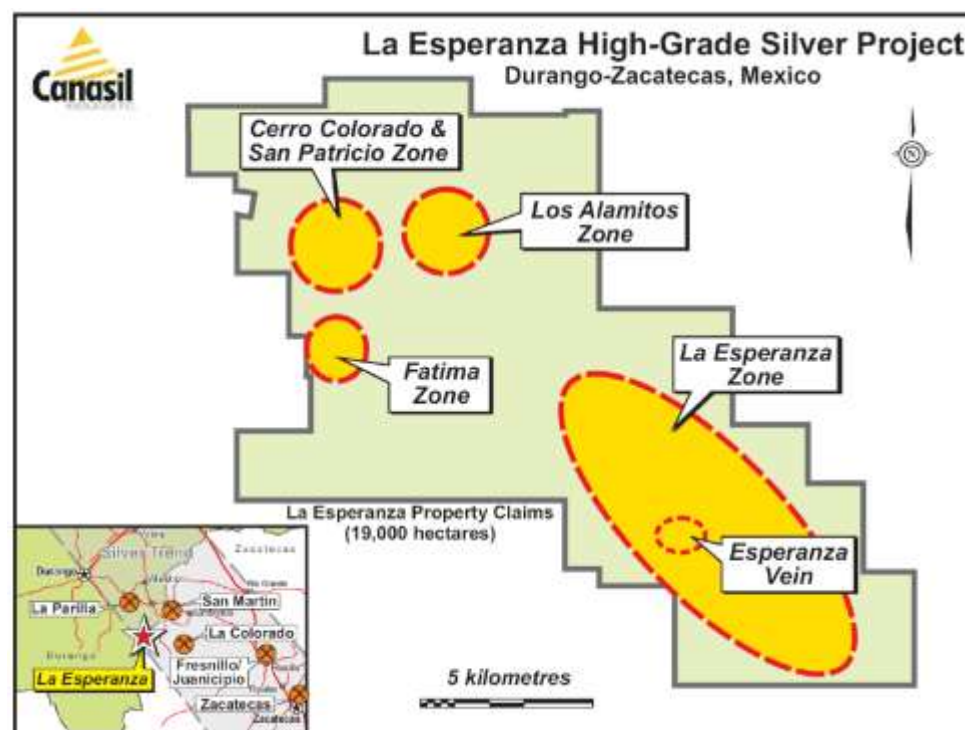 Canasil
La Esperanza High-Grade Silver Project
Durango-Zacatecas, Mexico
Cerro Colorado &
San Patricio Zone
Los Alamitos
Zone
Fatima
Zone
La Esperanza
Zone
La Esperanza Property Claims
(19,000 hectares)
Esperanza
Vein
5 kilometres
Zacatecas
Silver Trend
Durango
La Parilla
San Martin
La Colorado
Durango
Fresnillo/
Juanicipio
La Esperanza
Zacatecas
Zacatecas